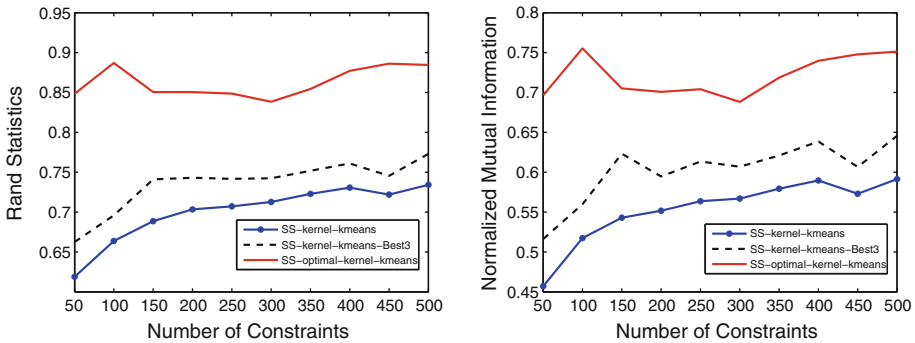 0.95
0.9
0.85
0.8
0.75
0.7
0.65
50 100 150 200 250 300 350 400 450 500
Rand Statistics
Number of Constraints
SS−kernel−kmeans
SS−kernel−kmeans−Best3
SS−optimal−kernel−kmeans
0.8
0.75
0.7
0.65
0.6
0.55
0.5
0.45
50 100 150 200 250 300 350 400 450 500
Normalized Mutual Information
Number of Constraints
SS−kernel−kmeans
SS−kernel−kmeans−Best3
SS−optimal−kernel−kmeans